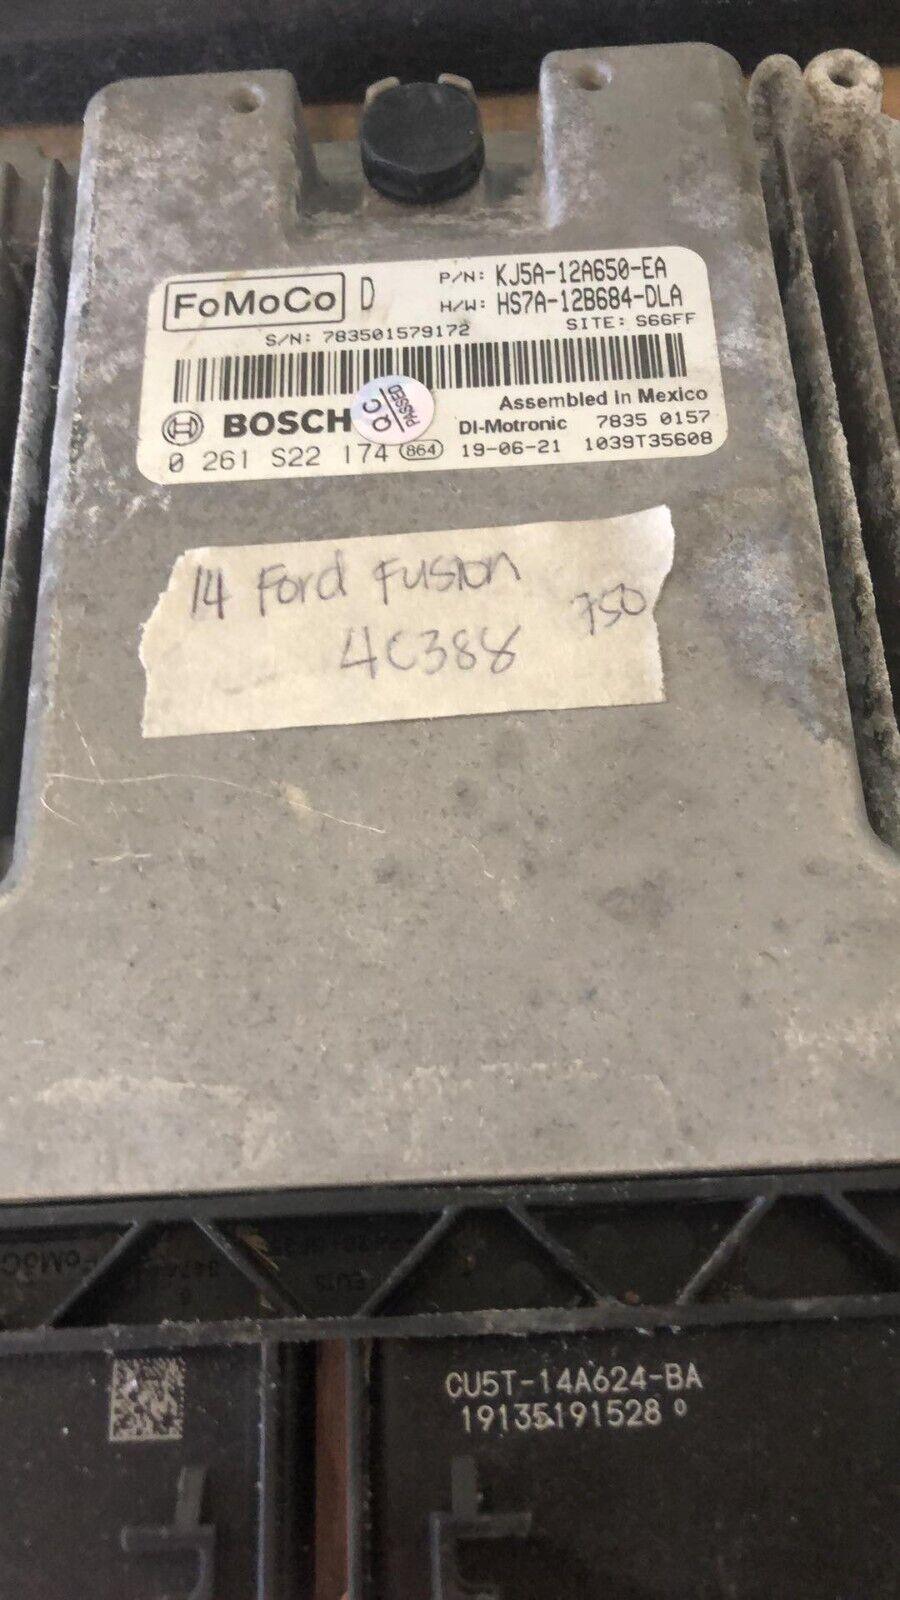 FoMoCo D
P/N: KJ5A-12A650-EA
H/W: HS7A-12B684-DLA
S/N: 783501579172
SITE: S66FF
Assembled in Mexico
BOSCH
QC PASSED
DI-Motronic 7835 0157
0 261 S22 174 864 19-06-21 1039T35608
14 Ford Fusion
750
4C388
FoMoC
CU5T-14A624-BA
19135191528